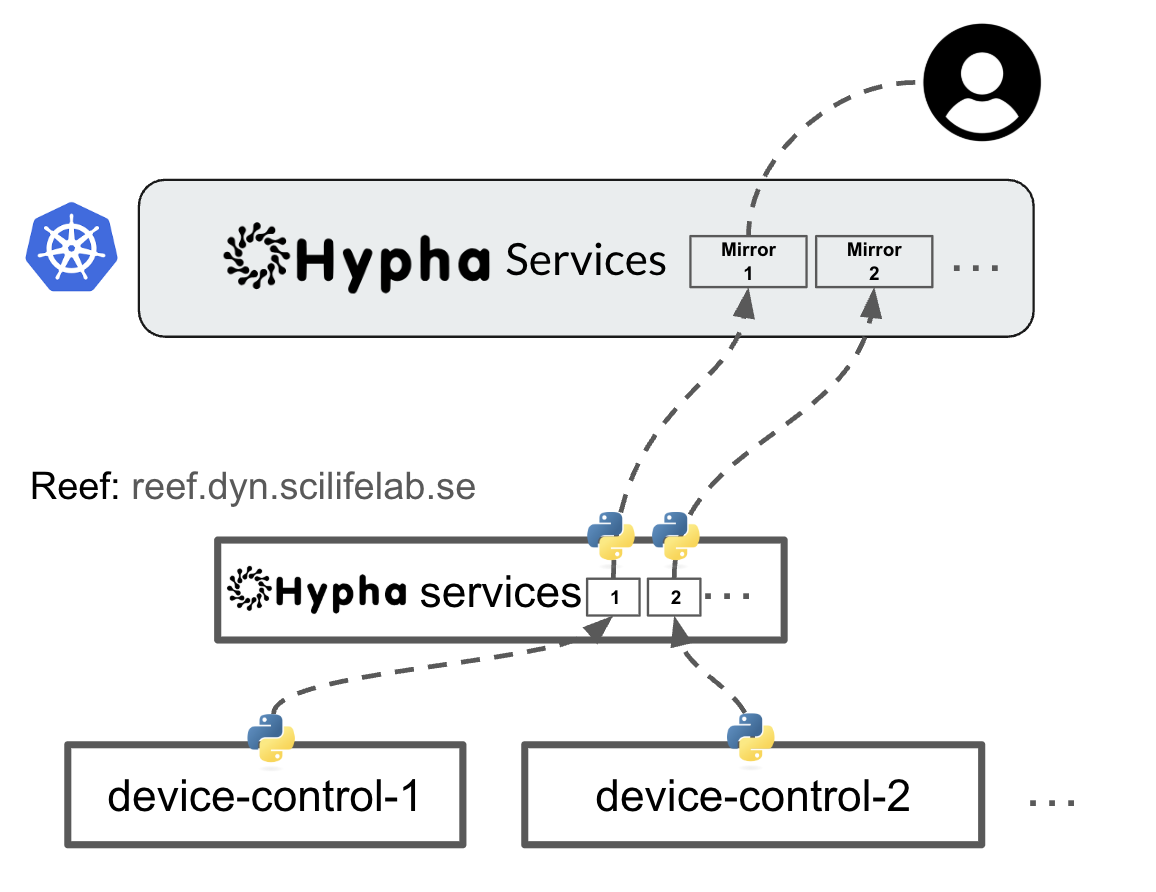 Hypha Services
Mirror
1
Mirror
2
...
Reef: reef.dyn.scilifelab.se
Hypha services
1
2
...
device-control-1
device-control-2
...